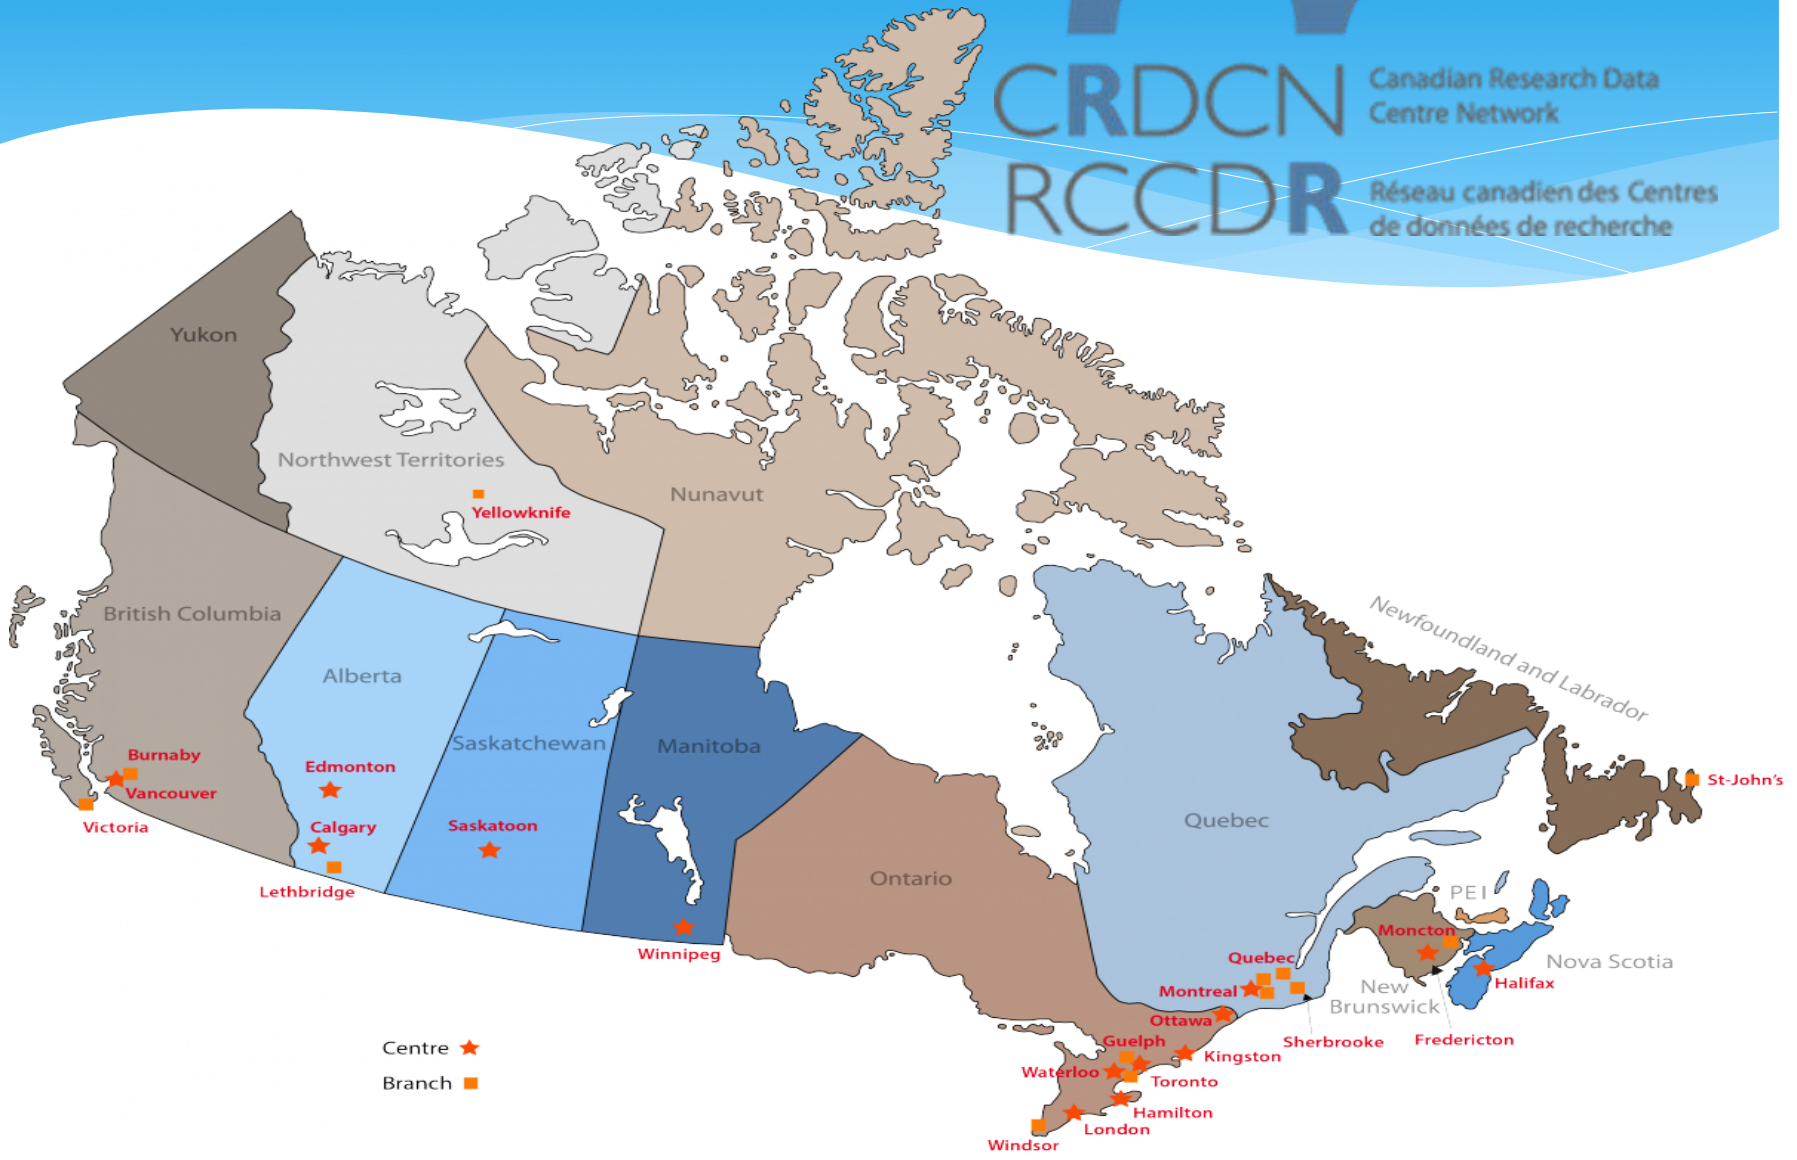 CRDCN
Canadian Research Data
Centre Network
RCCDR
Réseau canadien des Centres
de données de recherche
Yukon
Northwest Territories
Yellowknife
Nunavut
British Columbia
Alberta
Saskatchewan
Manitoba
Ontario
Quebec
Newfoundland and Labrador
PEI
Nova Scotia
New
Brunswick
Burnaby
Vancouver
Victoria
Edmonton
Calgary
Lethbridge
Saskatoon
Winnipeg
St-John's
Moncton
Halifax
Fredericton
Quebec
Montreal
Sherbrooke
Ottawa
Kingston
Guelph
Waterloo
Toronto
Hamilton
London
Windsor
Centre
Branch